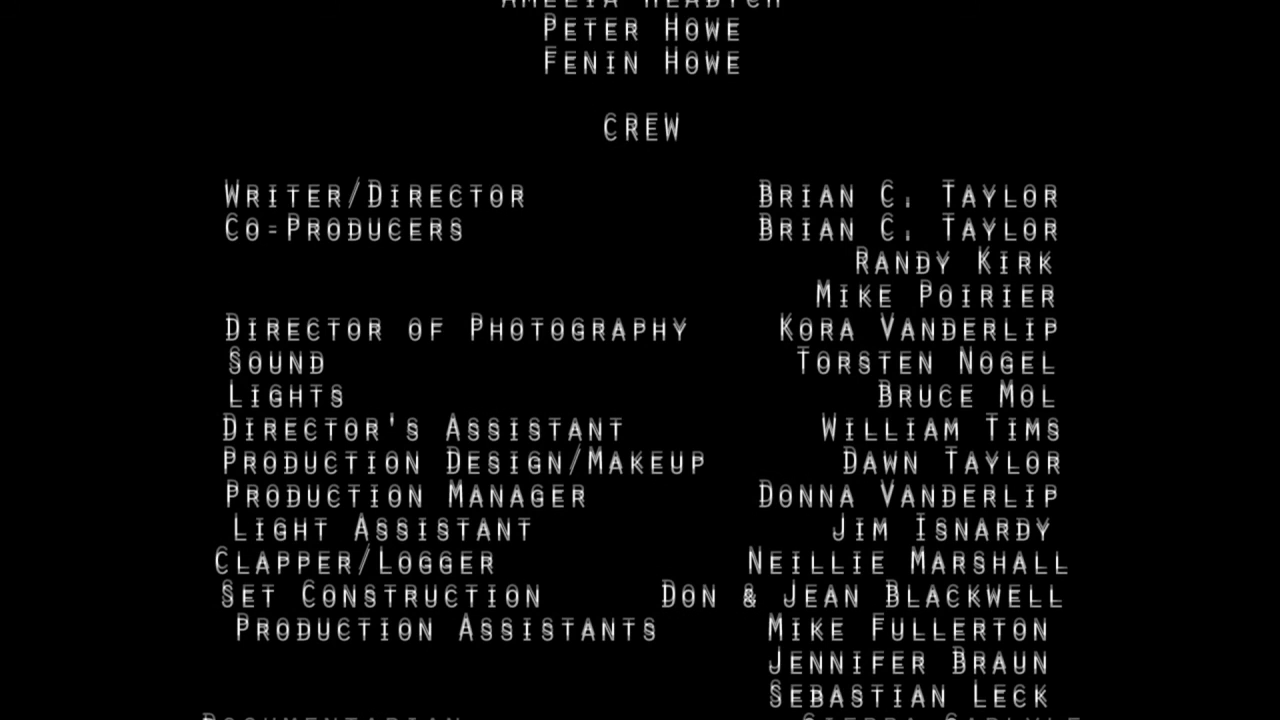 Peter Howe
Fenin Howe
CREW
Writer/Director Brian C. Taylor
Co-Producers Brian C. Taylor
Randy Kirk
Mike Poirier
Director of Photography Kora Vanderlip
Sound Torsten Nogel
Lights Bruce Mol
Director's Assistant William Tims
Production Design/Makeup Dawn Taylor
Production Manager Donna Vanderlip
Light Assistant Jim Isnardy
Clapper/Logger Neillie Marshall
Set Construction Don & Jean Blackwell
Production Assistants Mike Fullerton
Jennifer Braun
Sebastian Leck
Documentarian